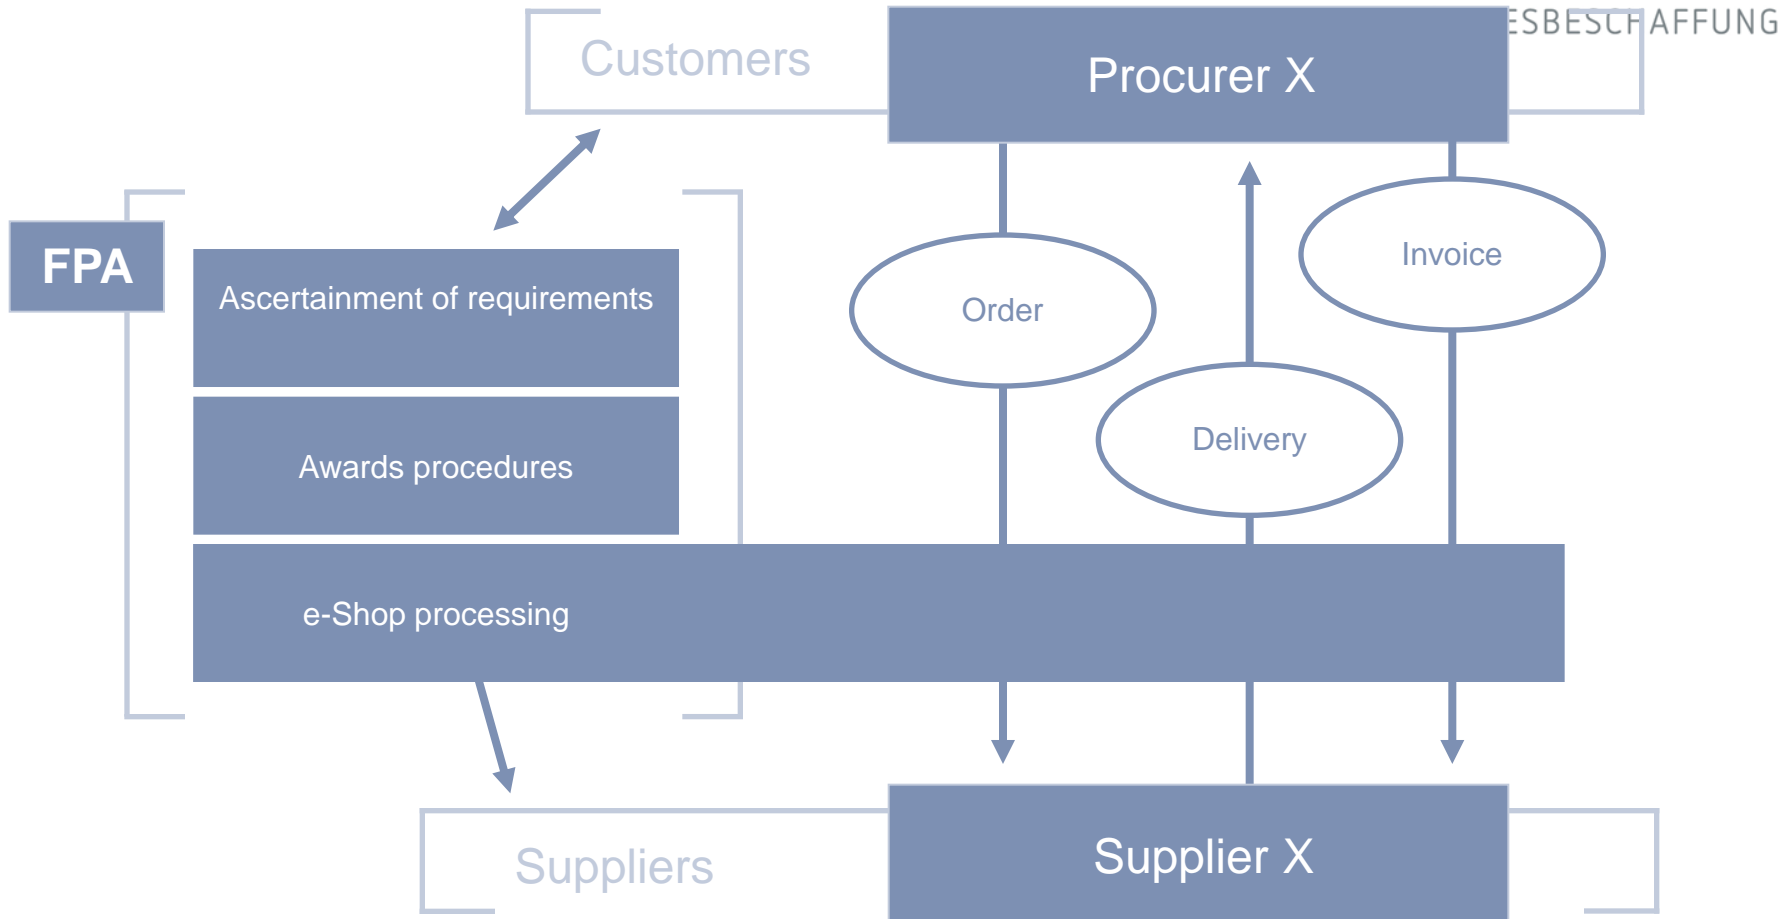 Customers
Procurer X
FPA
Ascertainment of requirements
Awards procedures
e-Shop processing
Order
Delivery
Invoice
Suppliers
Supplier X